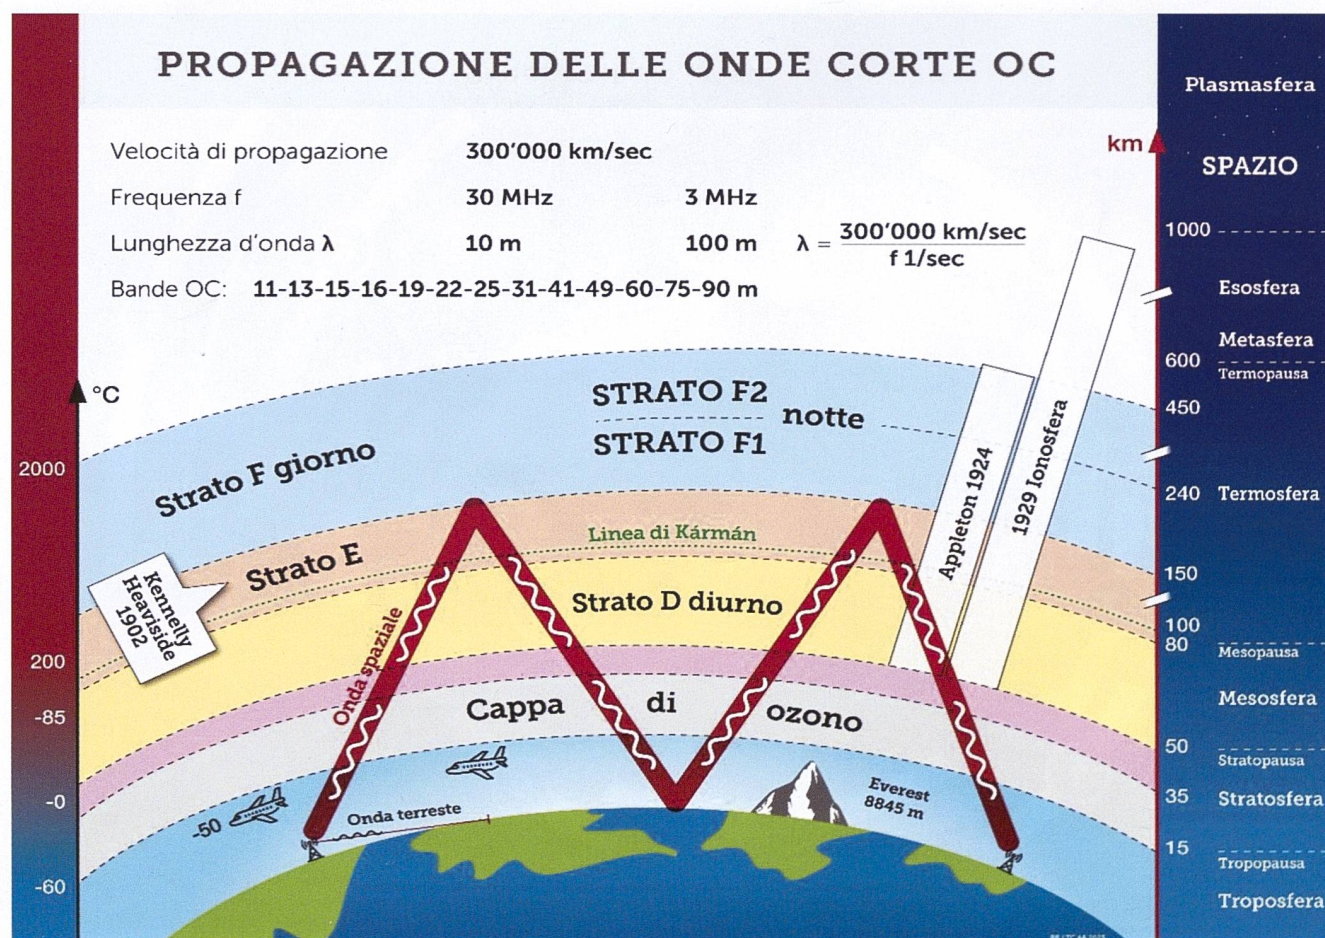 PROPAGAZIONE DELLE ONDE CORTE OC
Velocità di propagazione 300'000 km/sec
Frequenza f 30 MHz 3 MHz
Lunghezza d'onda λ 10 m 100 m λ = 300'000 km/sec
f 1/sec
Bande OC: 11-13-15-16-19-22-25-31-41-49-60-75-90 m
°C
2000
200
-85
-0
-60
STRATO F2
STRATO F1
notte
Strato F giorno
Linea di Kármán
Strato E
Strato D diurno
Kennelly
Heaviside
1902
Appleton 1924
1929 Ionosfera
Onda spaziale
Cappa di ozono
-50
Onda terreste
Everest
8845 m
km
Plasmasfera
SPAZIO
1000
Esosfera
Metasfera
600
Termopausa
450
240 Termosfera
150
100
80
Mesopausa
Mesosfera
50
Stratopausa
35 Stratosfera
15
Tropopausa
Troposfera